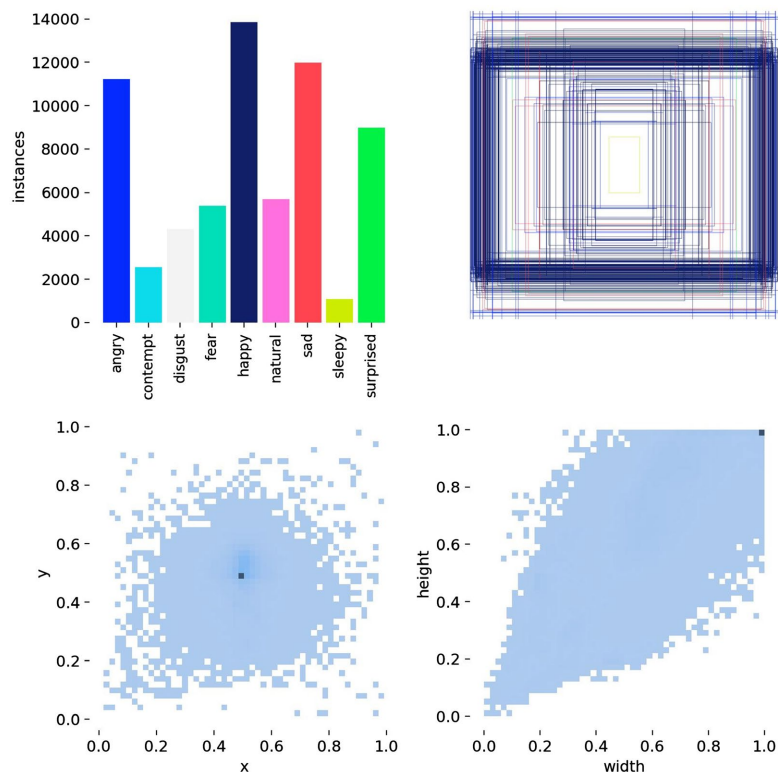 14000
12000
10000
8000
6000
4000
2000
0
instances
angry
contempt
disgust
fear
happy
natural
sad
sleepy
surprised
1.0
0.8
0.6
0.4
0.2
0.0
y
0.0 0.2 0.4 0.6 0.8 1.0
x
1.0
0.8
0.6
0.4
0.2
0.0
height
0.0 0.2 0.4 0.6 0.8 1.0
width